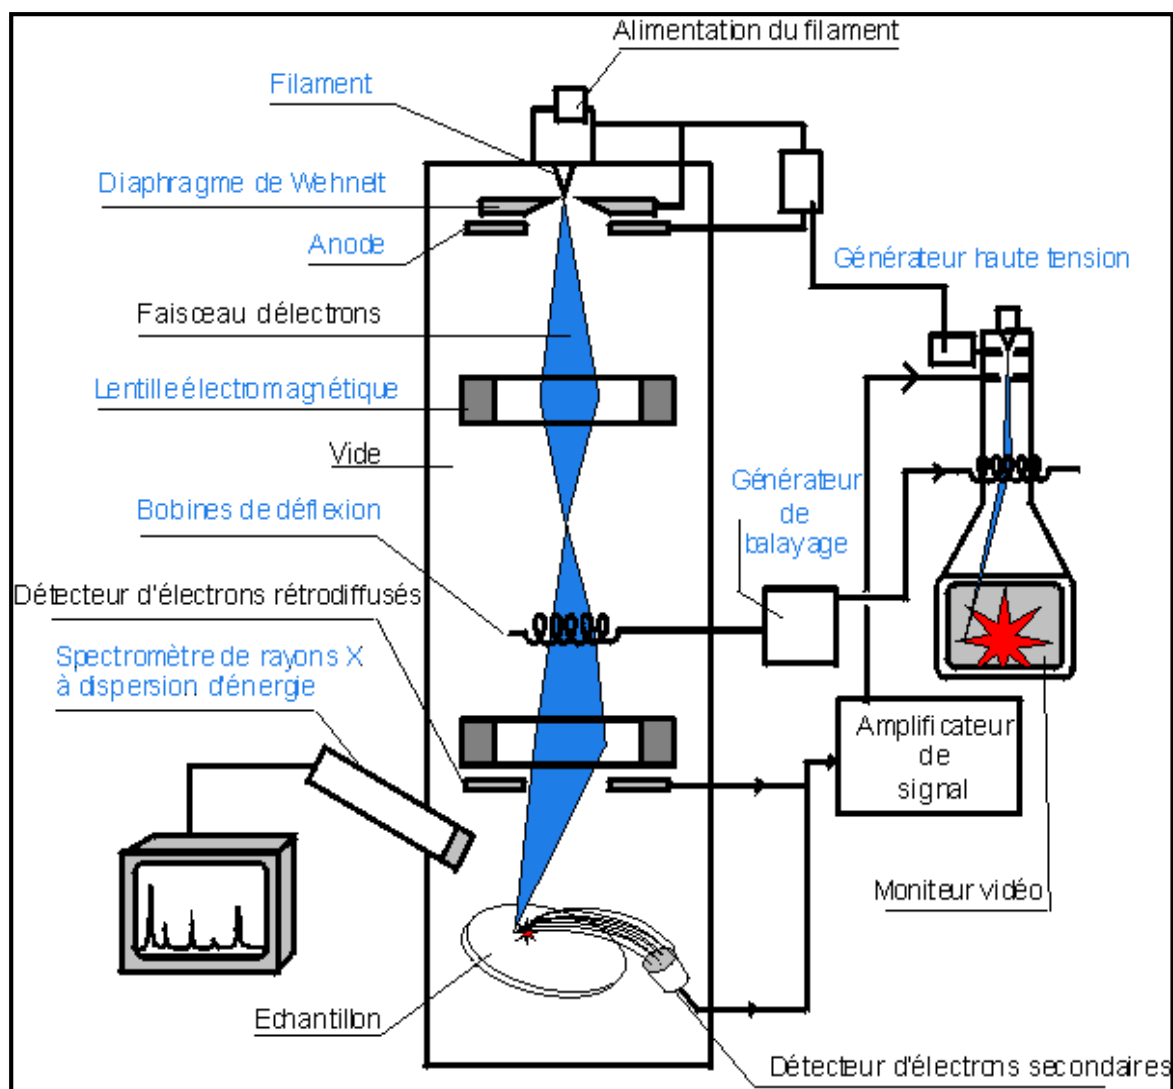 Alimentation du filament
Filament
Diaphragme de Wehnelt
Anode
Générateur haute tension
Faisceau délectrons
Lentille électromagnétique
Vide
Générateur
de
balayage
Bobines de déflexion
Détecteur d'électrons rétrodiffusés
Spectromètre de rayons X
à dispersion d'énergie
Amplificateur
de
signal
Moniteur vidéo
Echantillon
Détecteur d'électrons secondaires